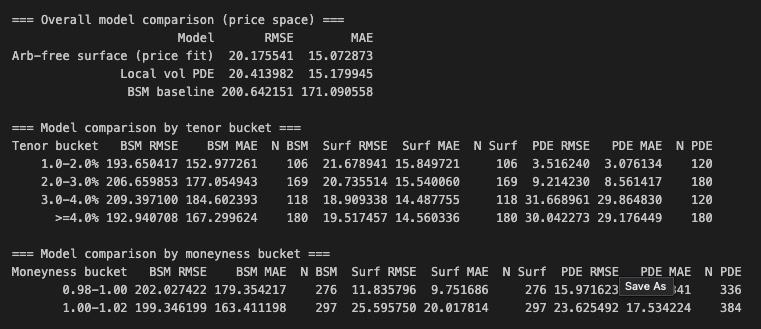 === Overall model comparison (price space) ===
Model RMSE MAE
Arb-free surface (price fit) 20.175541 15.072873
Local vol PDE 20.413982 15.179945
BSM baseline 200.642151 171.090558
=== Model comparison by tenor bucket ===
Tenor bucket BSM RMSE BSM MAE N BSM Surf RMSE Surf MAE N Surf PDE RMSE PDE MAE N PDE
1.0-2.0% 193.650417 152.977261 106 21.678941 15.849721 106 3.516240 3.076134 120
2.0-3.0% 206.659853 177.054943 169 20.735514 15.540060 169 9.214230 8.561417 180
3.0-4.0% 209.397100 184.602393 118 18.909338 14.487755 118 31.668961 29.864830 120
>=4.0% 192.940708 167.299624 180 19.517457 14.560336 180 30.042273 29.176449 180
=== Model comparison by moneyness bucket ===
Moneyness bucket BSM RMSE BSM MAE N BSM Surf RMSE Surf MAE N Surf PDE RMSE PDE MAE N PDE
0.98-1.00 202.027422 179.354217 276 11.835796 9.751686 276 15.971623 Save As 341 336
1.00-1.02 199.346199 163.411198 297 25.595750 20.017814 297 23.625492 17.534224 384